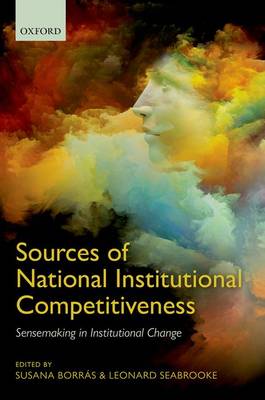 OXFORD
Sources of
National Institutional
Competitiveness
Sensemaking in Institutional Change
EDITED BY
SUSANA BORRÁS & LEONARD SEABROOKE